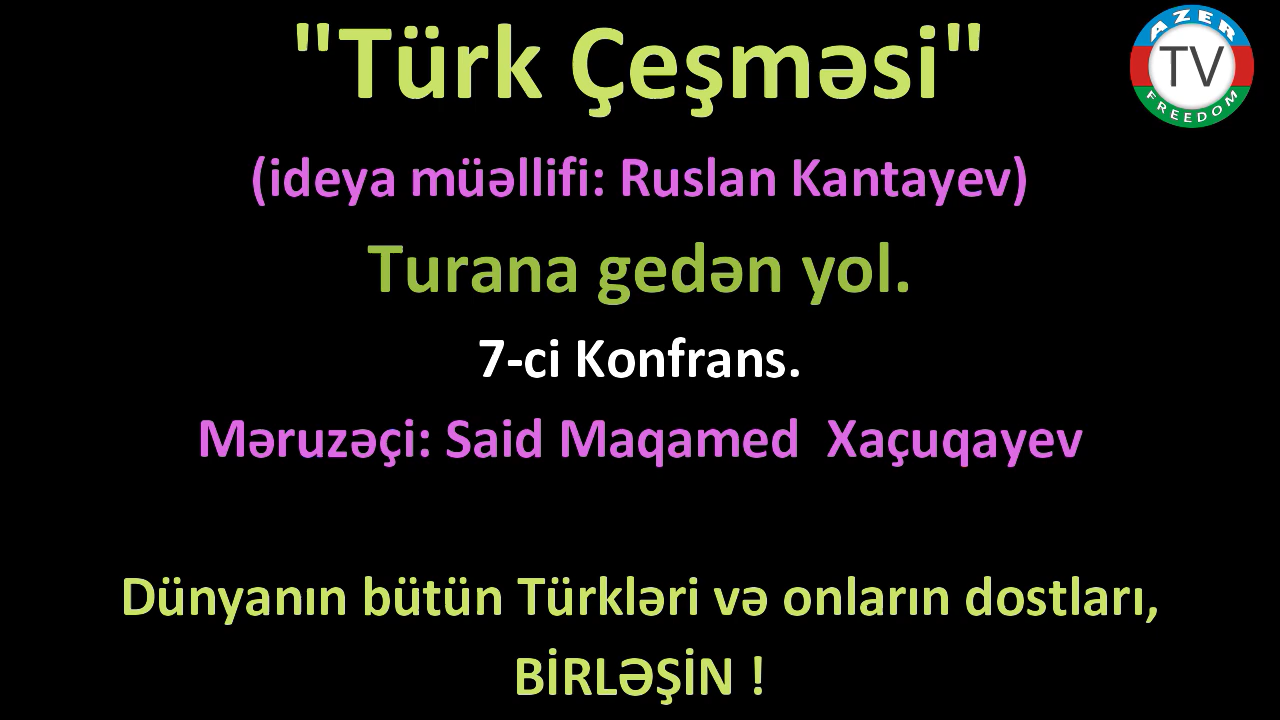 "Türk Çeşməsi"
AZER
TV
FREEDOM
(ideya müəllifi: Ruslan Kantayev)
Turana gedən yol.
7-ci Konfrans.
Məruzəçi: Said Maqamed  Xaçuqayev
Dünyanın bütün Türkləri və onların dostları,
BİRLƏŞİN !